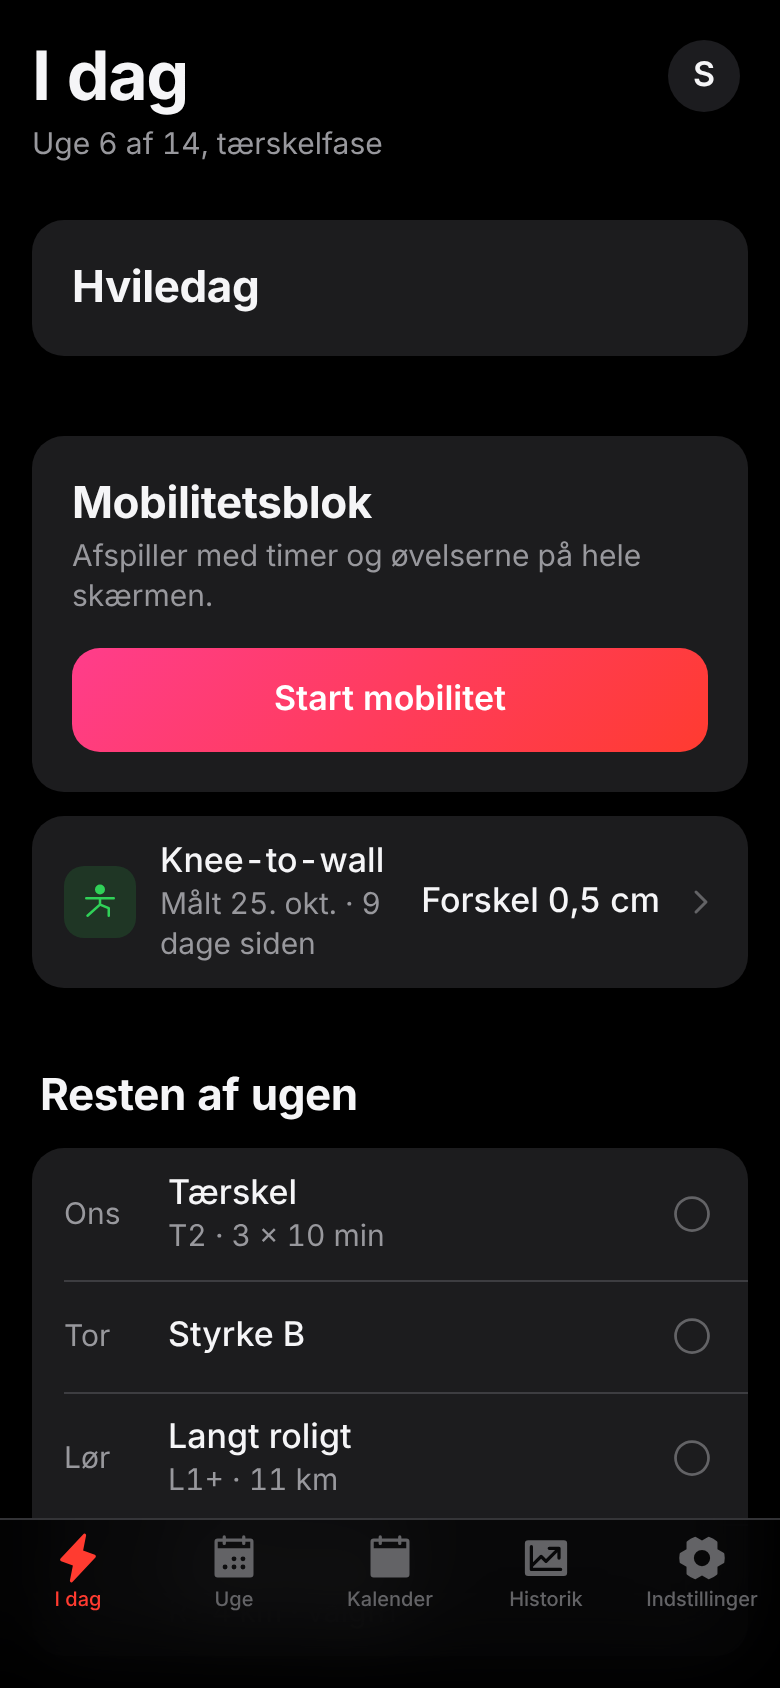 I dag
S
Uge 6 af 14, tærskelfase
Hviledag
Mobilitetsblok
Afspiller med timer og øvelserne på hele
skærmen.
Start mobilitet
Knee-to-wall
Målt 25. okt. · 9
dage siden
Forskel 0,5 cm
Resten af ugen
Ons
Tærskel
T2 · 3 × 10 min
Tor
Styrke B
Lør
Langt roligt
L1+ · 11 km
I dag
Uge
Kalender
Historik
Indstillinger